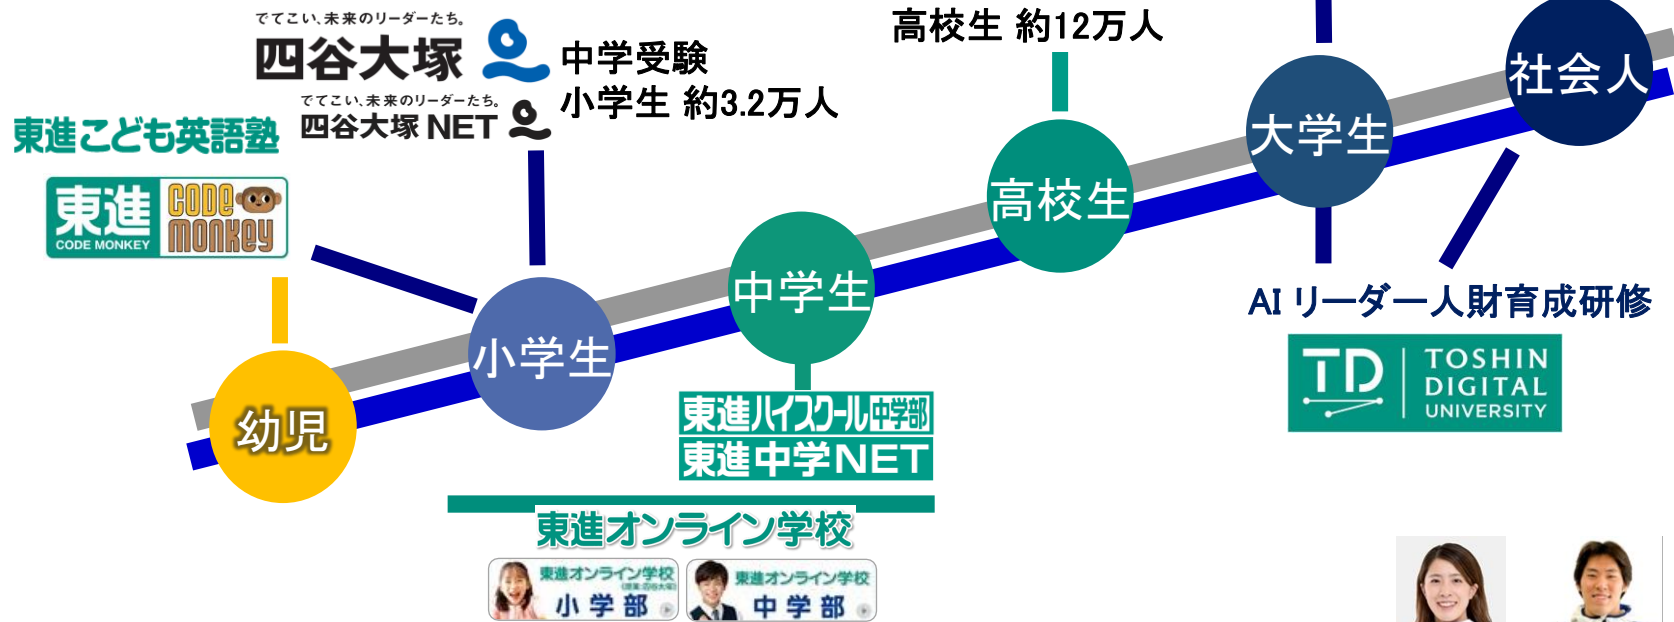 でてこい、未来のリーダーたち。
四谷大塚
中学受験
小学生 約3.2万人
でてこい、未来のリーダーたち。
四谷大塚 NET
東進こども英語塾
東進
CODE MONKEY
CODE
MONKEY
高校生 約12万人
社会人
大学生
高校生
中学生
小学生
幼児
AI リーダー人財育成研修
TD
TOSHIN
DIGITAL
UNIVERSITY
東進ハイスクール中学部
東進中学NET
東進オンライン学校
東進オンライン学校
小学部
東進オンライン学校
中学部